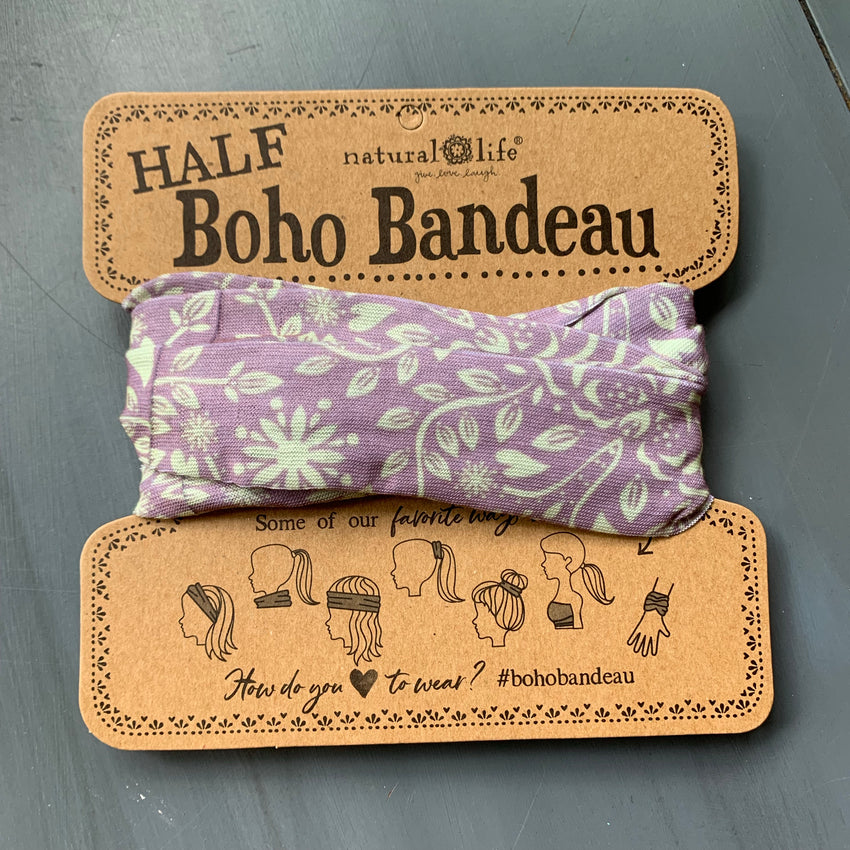 HALF
natural life®
give love laugh
Boho Bandeau
Some of our favorite ways
How do you ♥ to wear? #bohobandeau